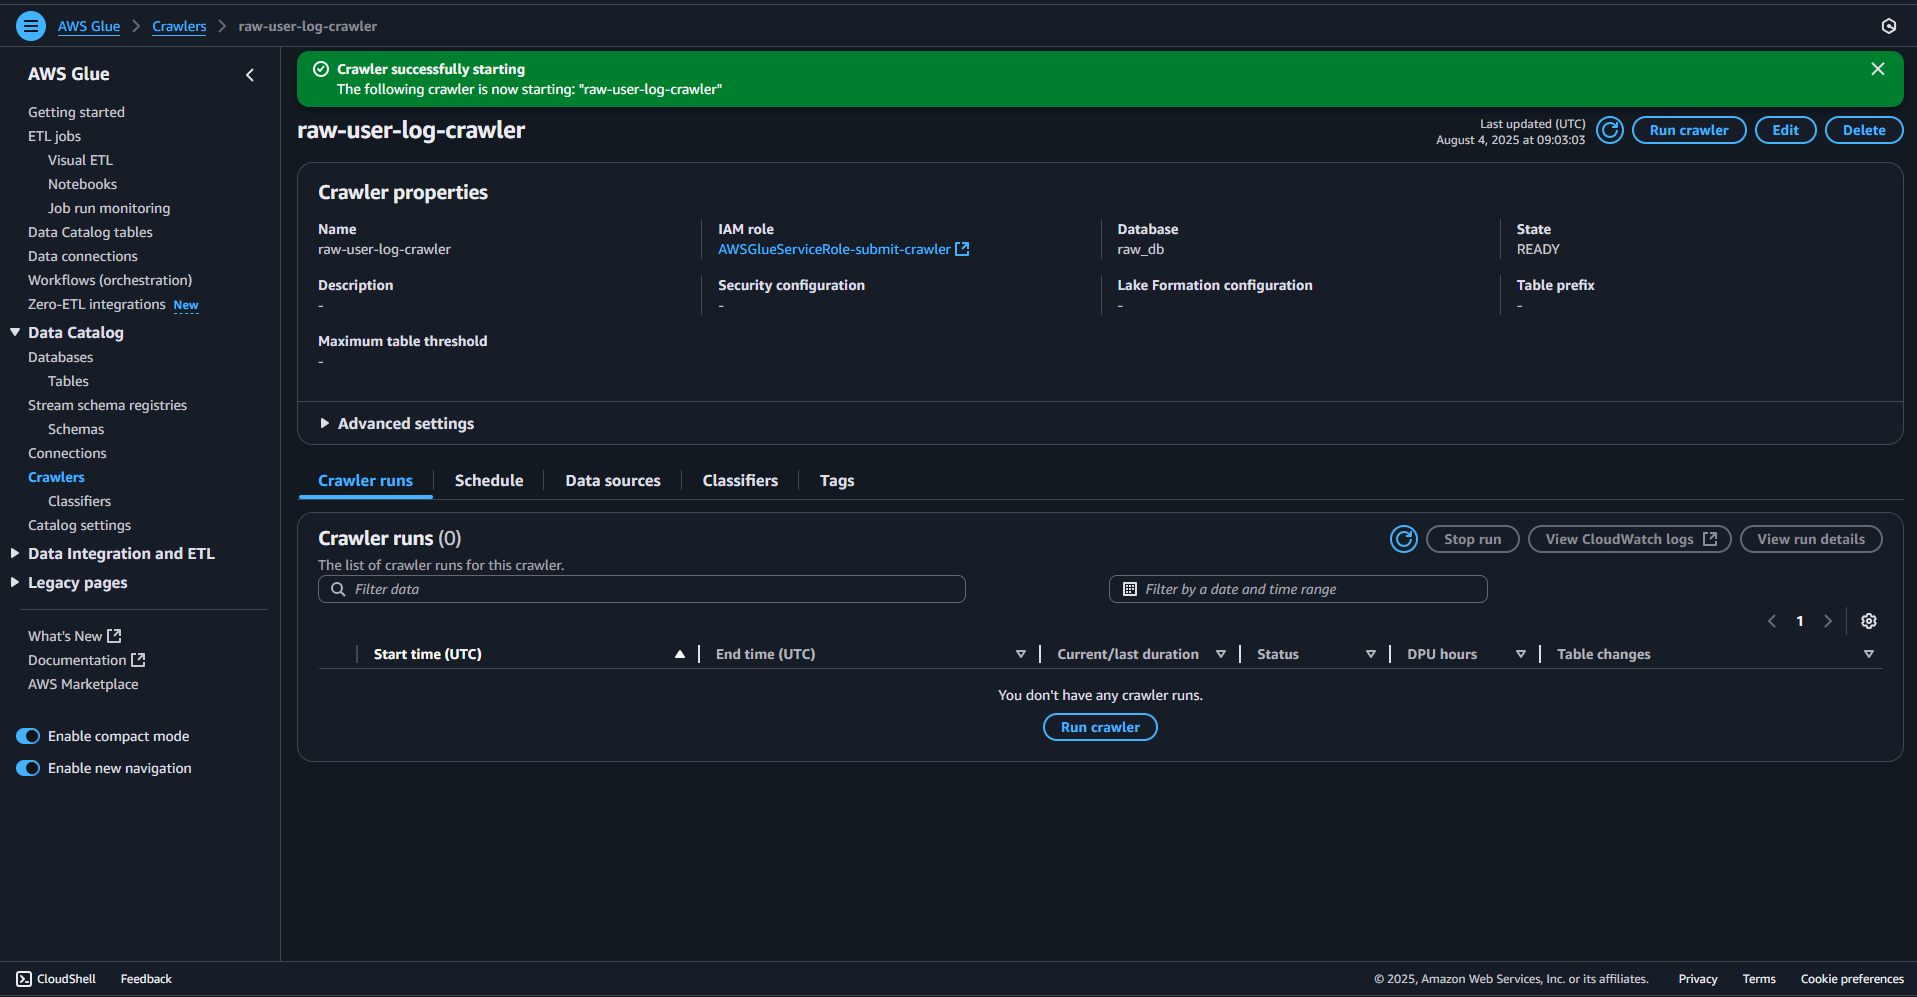 AWS Glue > Crawlers > raw-user-log-crawler
AWS Glue
Getting started
ETL jobs
Visual ETL
Notebooks
Job run monitoring
Data Catalog tables
Data connections
Workflows (orchestration)
Zero-ETL integrations New
Data Catalog
Databases
Tables
Stream schema registries
Schemas
Connections
Crawlers
Classifiers
Catalog settings
Data Integration and ETL
Legacy pages
What's New
Documentation
AWS Marketplace
Enable compact mode
Enable new navigation
Crawler successfully starting
The following crawler is now starting: "raw-user-log-crawler"
raw-user-log-crawler
Last updated (UTC)
August 4, 2025 at 09:03:03
Run crawler Edit Delete
Crawler properties
Name
raw-user-log-crawler
IAM role
AWSGlueServiceRole-submit-crawler
Database
raw_db
State
READY
Description
-
Security configuration
-
Lake Formation configuration
-
Table prefix
-
Maximum table threshold
-
Advanced settings
Crawler runs Schedule Data sources Classifiers Tags
Crawler runs (0)
The list of crawler runs for this crawler.
Stop run View CloudWatch logs View run details
Filter data
Filter by a date and time range
1
Start time (UTC) End time (UTC) Current/last duration Status DPU hours Table changes
You don't have any crawler runs.
Run crawler
CloudShell Feedback
© 2025, Amazon Web Services, Inc. or its affiliates. Privacy Terms Cookie preferences